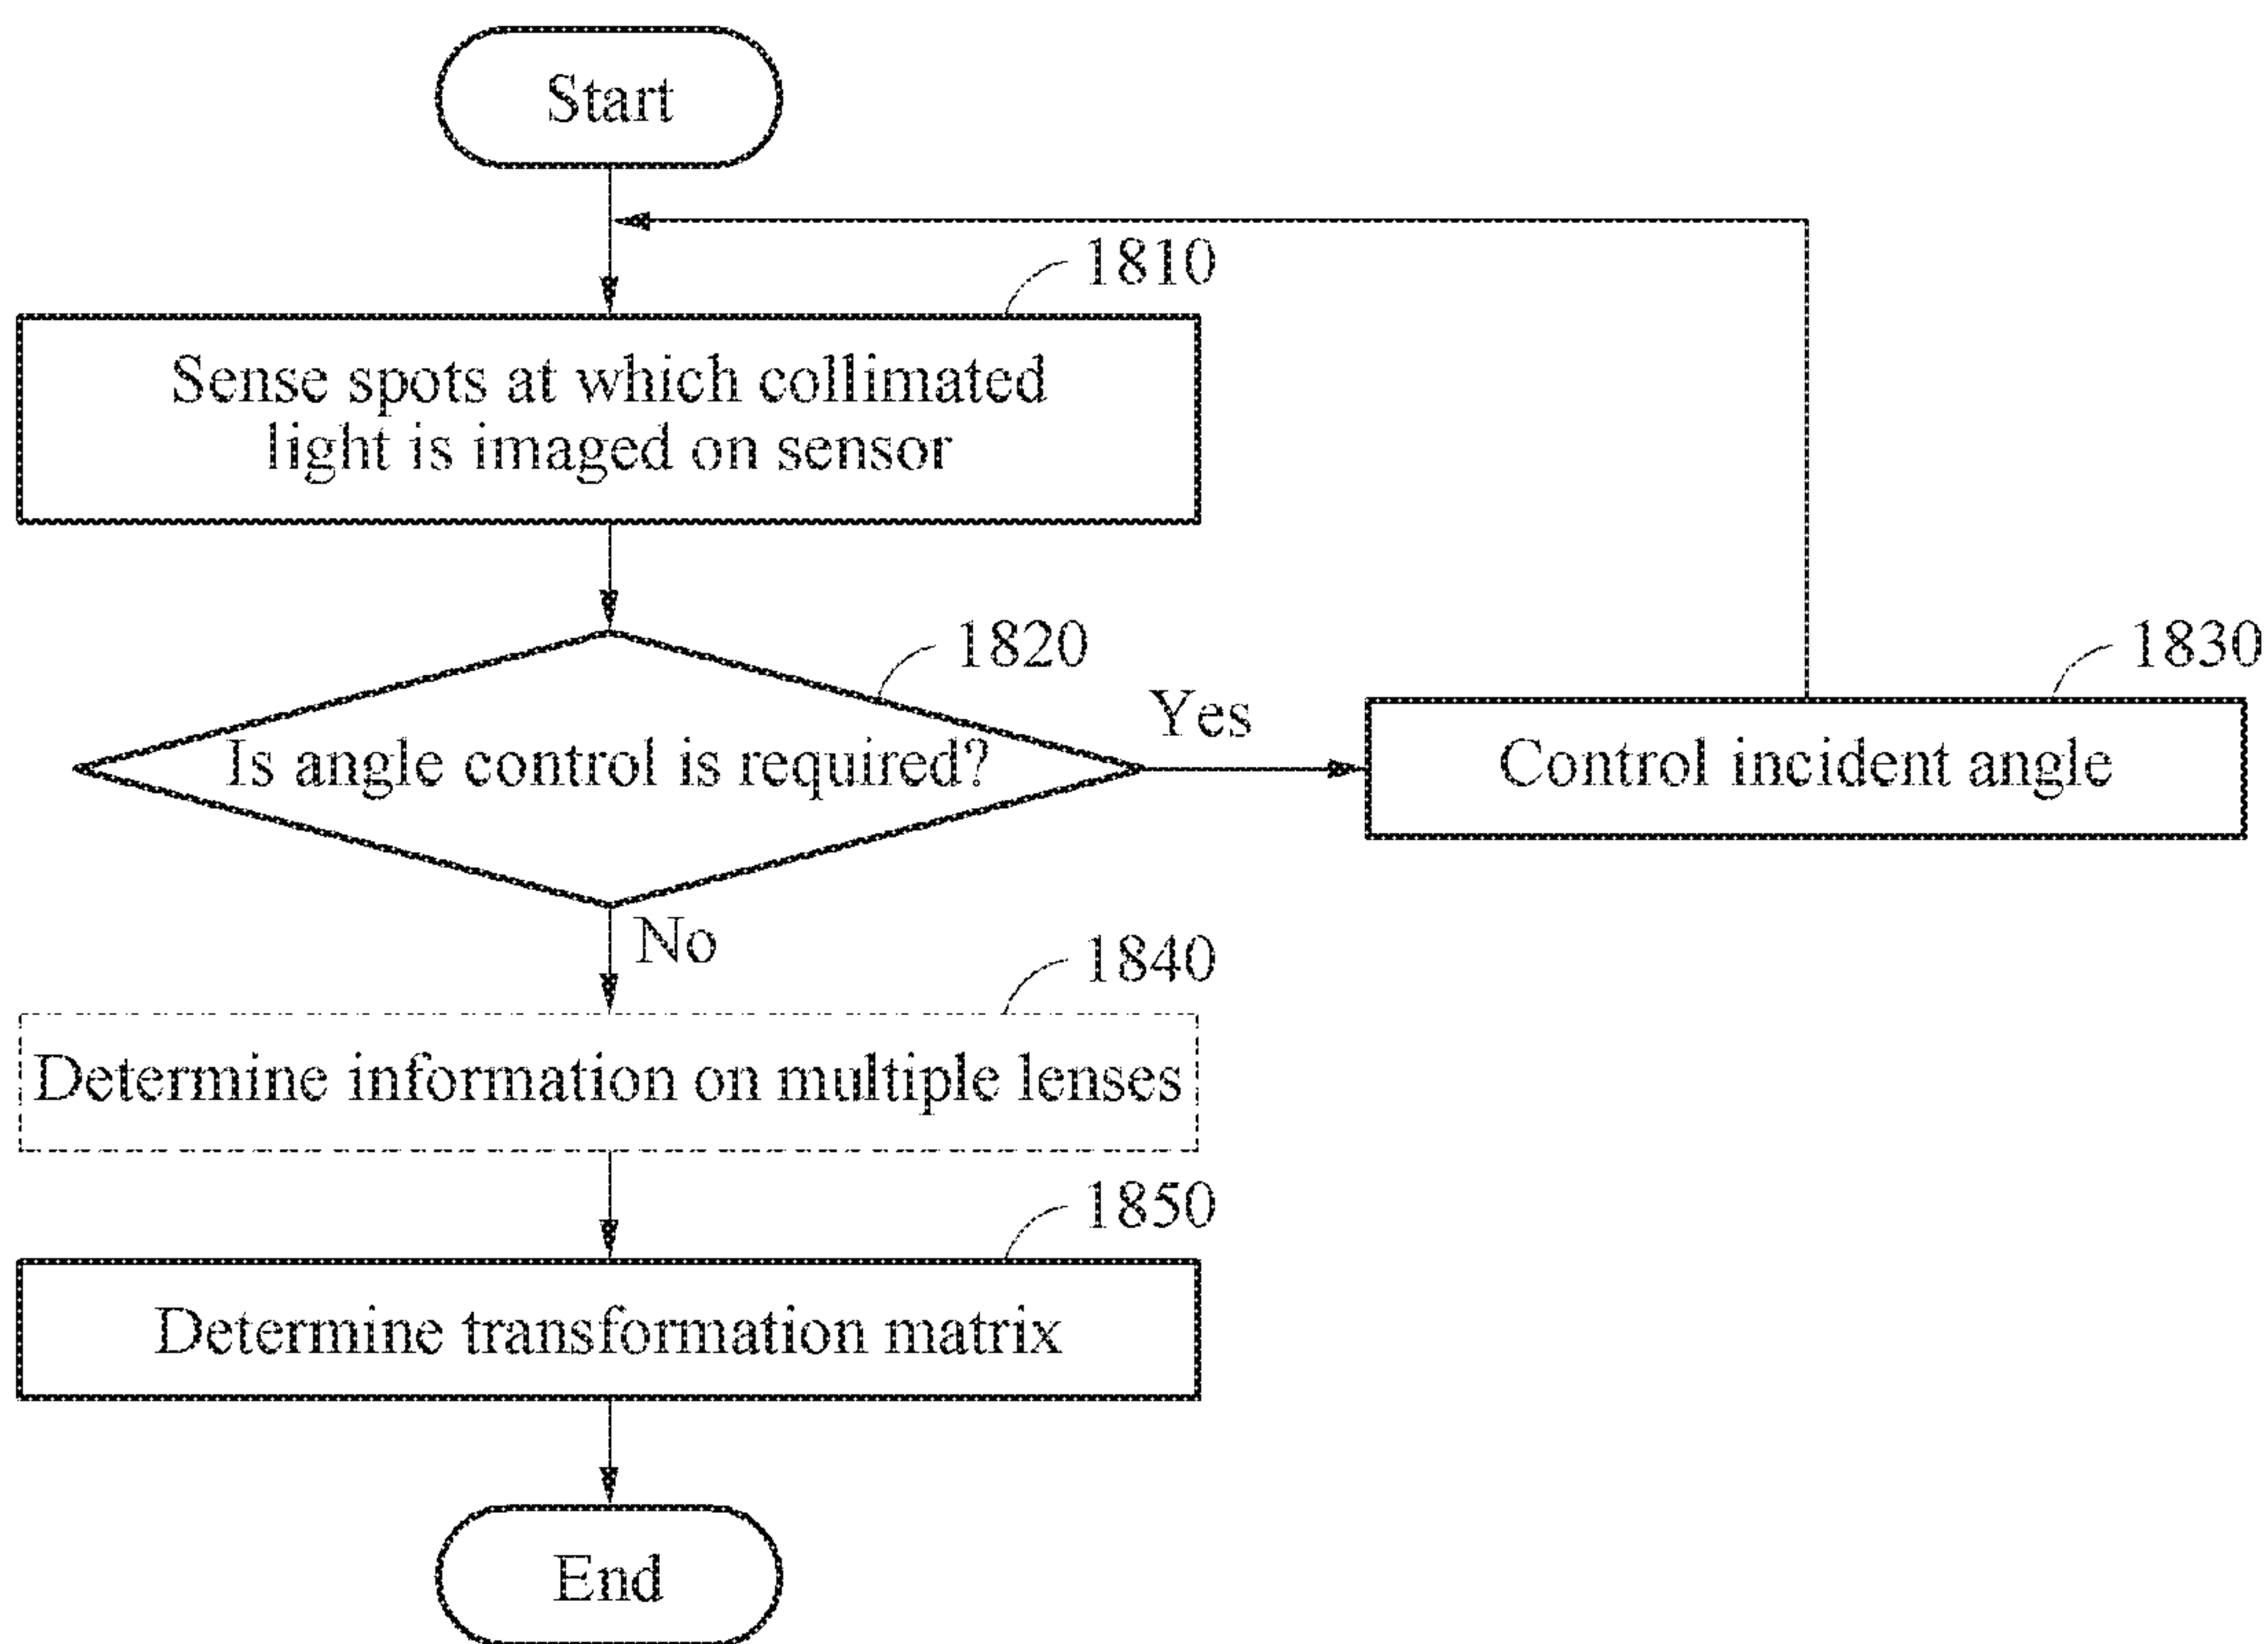 Start
1810
Sense spots at which collimated
light is imaged on sensor
1820
Is angle control is required?
Yes
1830
Control incident angle
No
1840
Determine information on multiple lenses
1850
Determine transformation matrix
End